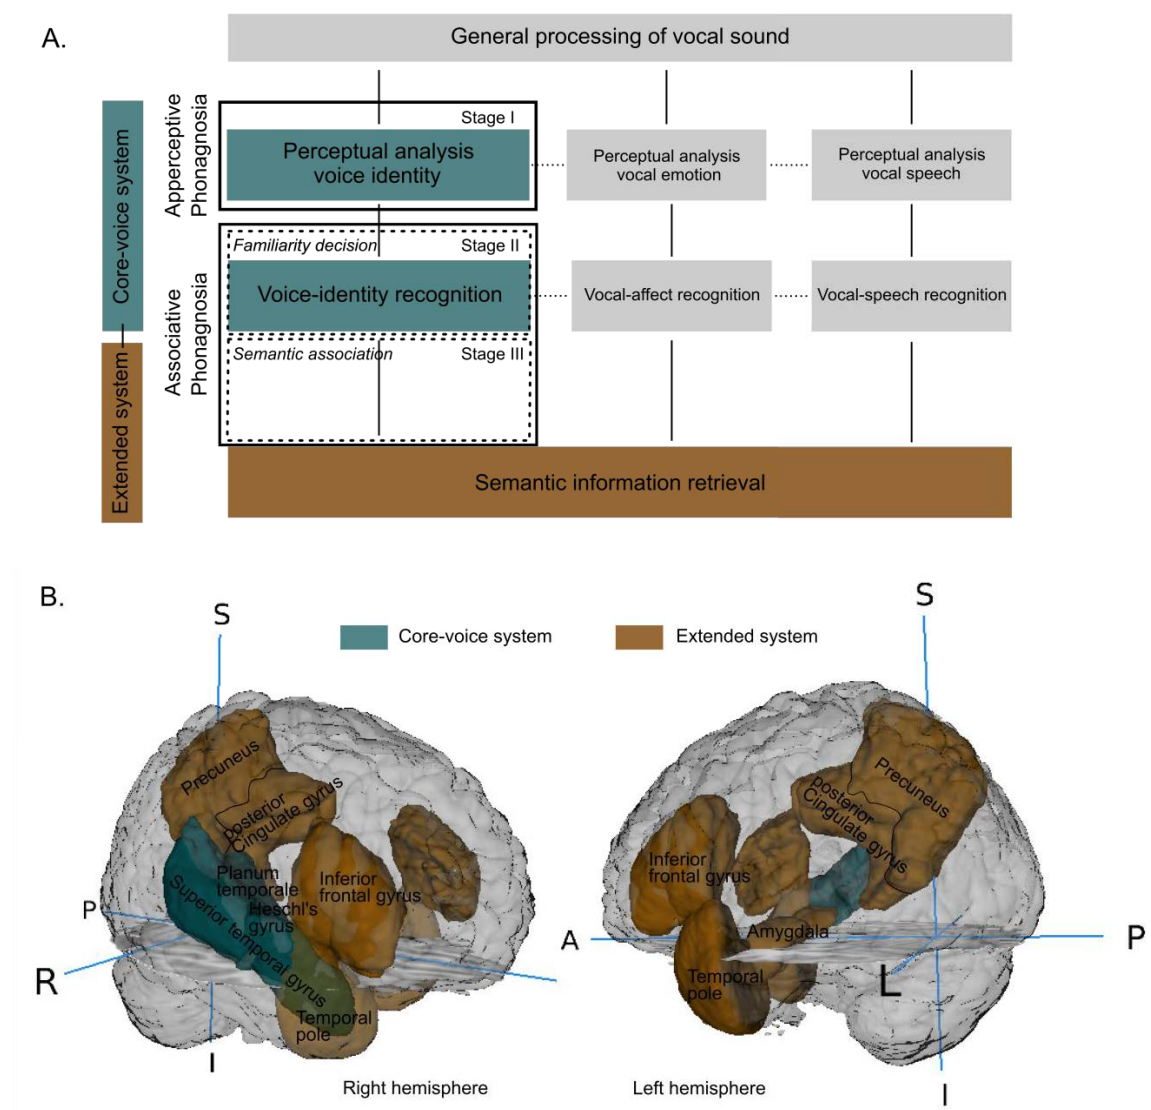 A.
General processing of vocal sound
Core-voice system
Extended system
Apperceptive
Phonagnosia
Associative
Phonagnosia
Stage I
Perceptual analysis
voice identity
Perceptual analysis
vocal emotion
Perceptual analysis
vocal speech
Familiarity decision
Stage II
Voice-identity recognition
Vocal-affect recognition
Vocal-speech recognition
Semantic association
Stage III
Semantic information retrieval
B.
Core-voice system
Extended system
S
Precuneus
posterior
Cingulate gyrus
Planum
temporale
Heschl's
gyrus
Superior temporal gyrus
Inferior
frontal gyrus
Temporal
pole
P
R
I
Right hemisphere
S
Precuneus
posterior
Cingulate gyrus
Inferior
frontal gyrus
Amygdala
Temporal
pole
A
P
L
I
Left hemisphere